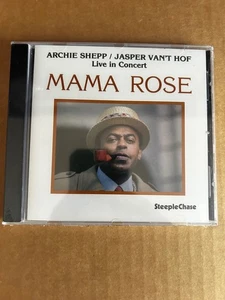 ARCHIE SHEPP / JASPER VAN'T HOF
Live in Concert
MAMA ROSE
SteepleChase